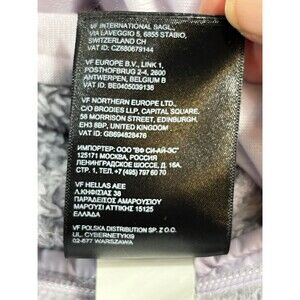 VF INTERNATIONAL SAGL
VIA LAVEGGIO 5, 6855 STABIO,
SWITZERLAND CH
VAT ID: CZ680679144
VF EUROPE B.V., LINK 1,
POSTHOFBRUG 2-4, 2600
ANTWERPEN, BELGIUM B
VAT ID: BE0405039138
VF NORTHERN EUROPE LTD.,
C/O BRODIES LLP, CAPITAL SQUARE,
58 MORRISON STREET, EDINBURGH,
EH3 8BP, UNITED KINGDOM
VAT ID: GB694828476
ИМПОРТЕР: ООО "ВФ СИ-АЙ-ЭС"
125171 МОСКВА, РОССИЯ
ЛЕНИНГРАДСКОЕ ШОССЕ, Д. 16А,
СТР. 1, ТЕЛ. +7 (495) 797 60 70
VF HELLAS AEE
Λ.ΚΗΦΙΣΙΑΣ 38
ΠΑΡΑΔΕΙΣΟΣ ΑΜΑΡΟΥΣΙΟΥ
ΜΑΡΟΥΣΙ ΑΤΤΙΚΗΣ 15125
ΕΛΛΑΔΑ
VF POLSKA DISTRIBUTION SP. Z O.O.
UL. CYBERNETYKI9
02-677 WARSZAWA